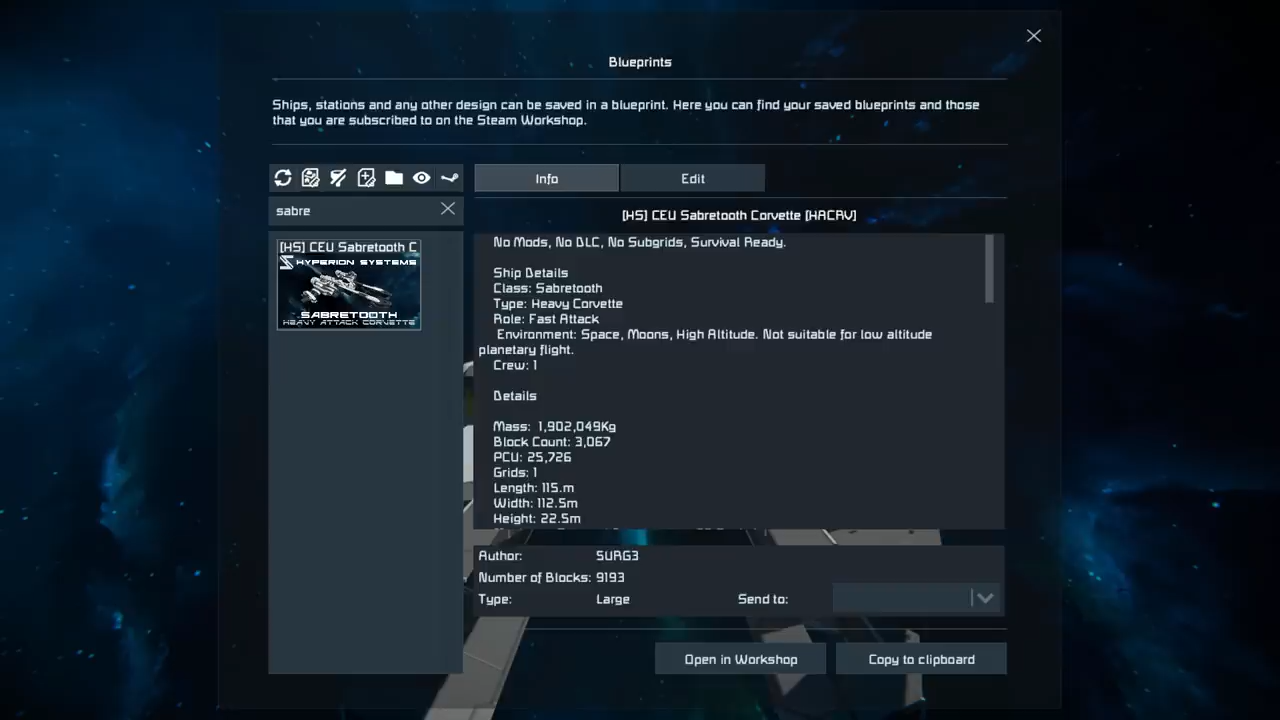 Blueprints
Ships, stations and any other design can be saved in a blueprint. Here you can find your saved blueprints and those
that you are subscribed to on the Steam Workshop.
Info
Edit
sabre
[HS] CEU Sabretooth C
HYPERION SYSTEMS
SABRETOOTH
HEAVY ATTACK CORVETTE
[HS] CEU Sabretooth Corvette [HACRV]
No Mods, No DLC, No Subgrids, Survival Ready.
Ship Details
Class: Sabretooth
Type: Heavy Corvette
Role: Fast Attack
Environment: Space, Moons, High Altitude. Not suitable for low altitude
planetary flight.
Crew: 1
Details
Mass: 1,902,049Kg
Block Count: 3,067
PCU: 25,726
Grids: 1
Length: 115.m
Width: 112.5m
Height: 22.5m
Author: SURG3
Number of Blocks: 9193
Type: Large
Send to:
Open in Workshop
Copy to clipboard